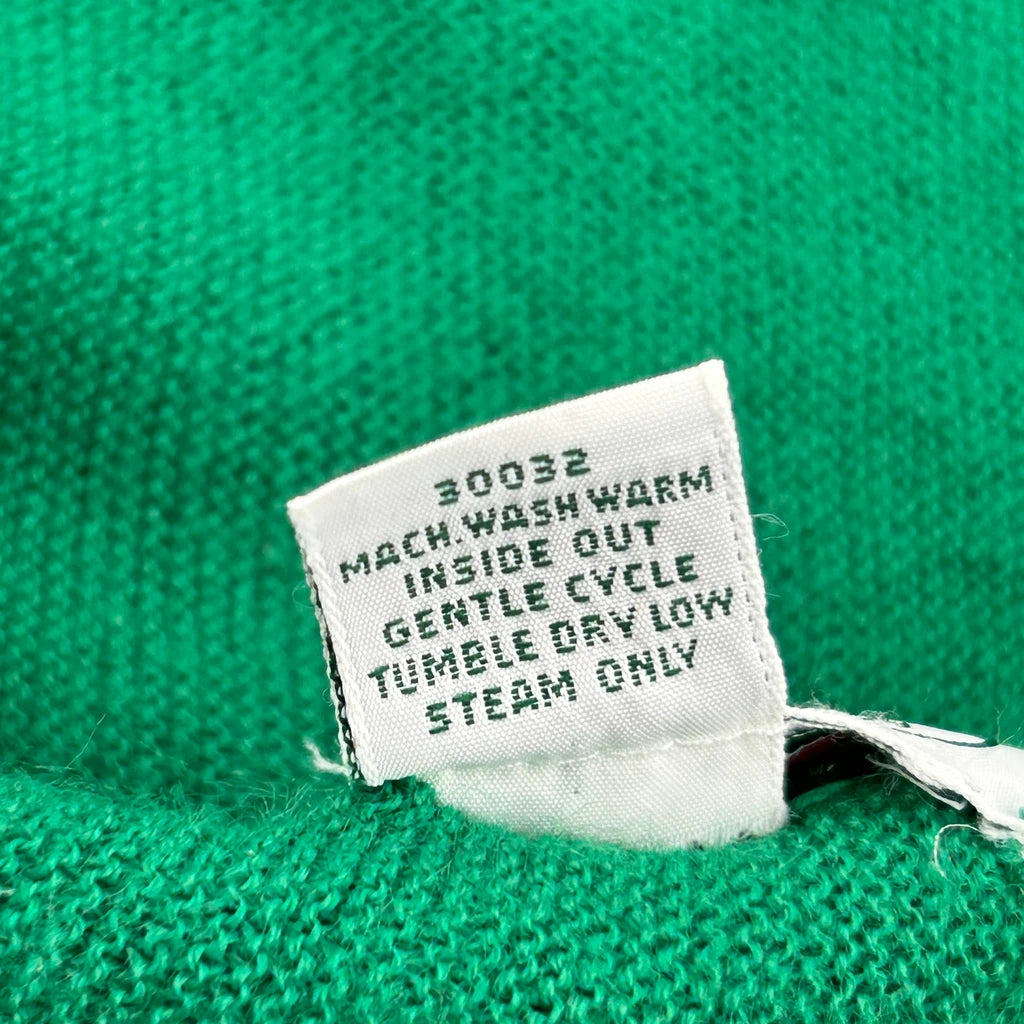 30032
MACH.WASH WARM
INSIDE OUT
GENTLE CYCLE
TUMBLE DRY LOW
STEAM ONLY